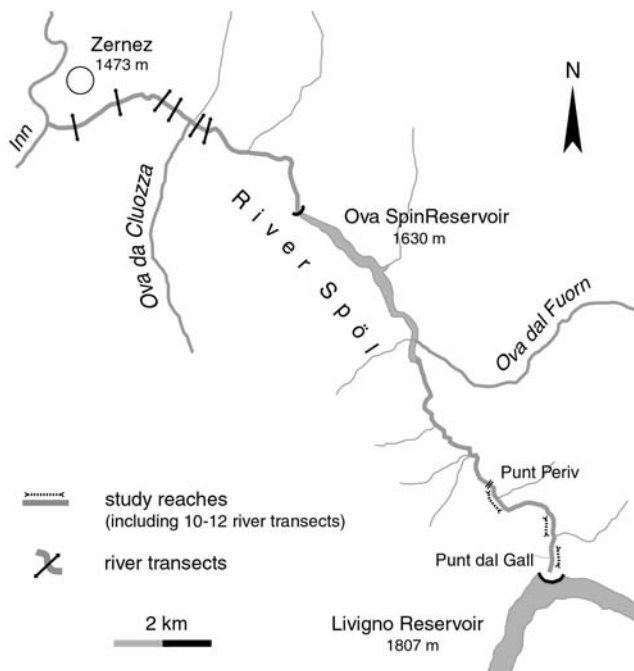 Zernez
1473 m
N
Inn
Ova da Cluozza
River Spöl
Ova SpinReservoir
1630 m
Ova dal Fuorn
Punt Periv
study reaches
(including 10-12 river transects)
Punt dal Gall
river transects
2 km
Livigno Reservoir
1807 m